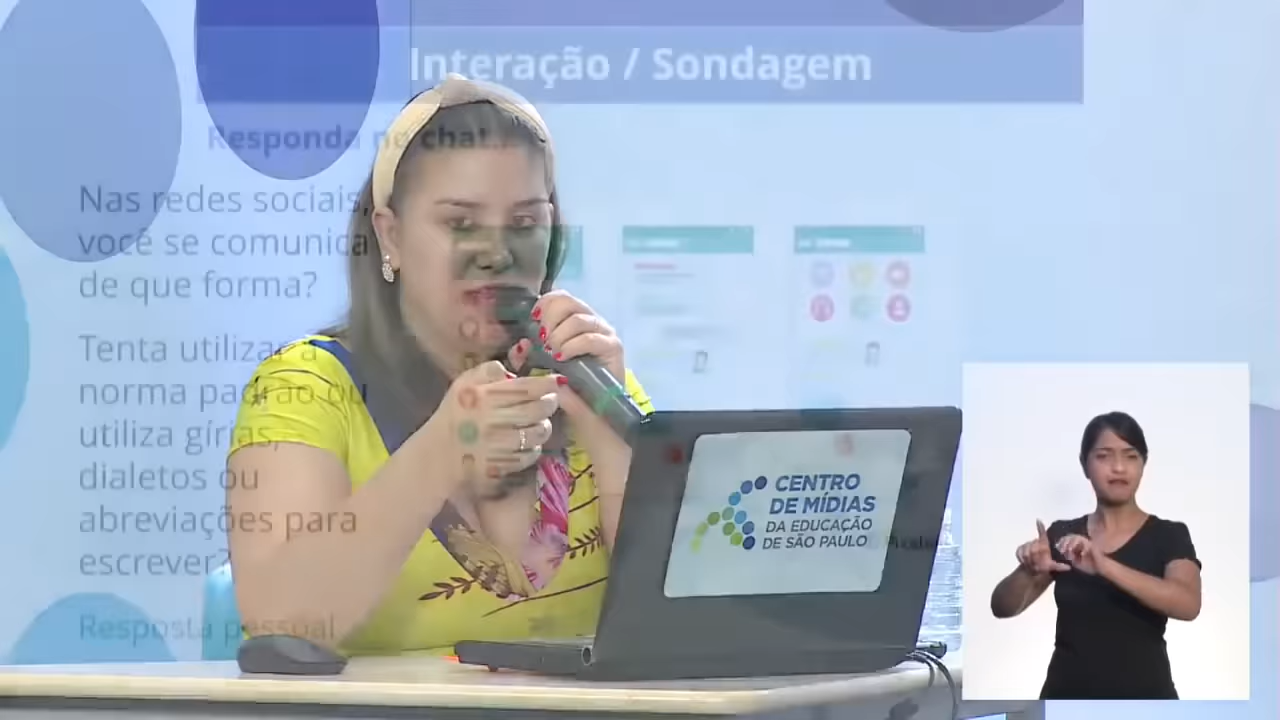 Interação / Sondagem
Responda no chat.
Nas redes sociais,
você se comunica
de que forma?
Tenta utilizar a
norma padrão ou
utiliza gírias,
dialetos ou
abreviações para
escrever?
Resposta pessoal
CENTRO
DE MÍDIAS
DA EDUCAÇÃO
DE SÃO PAULO